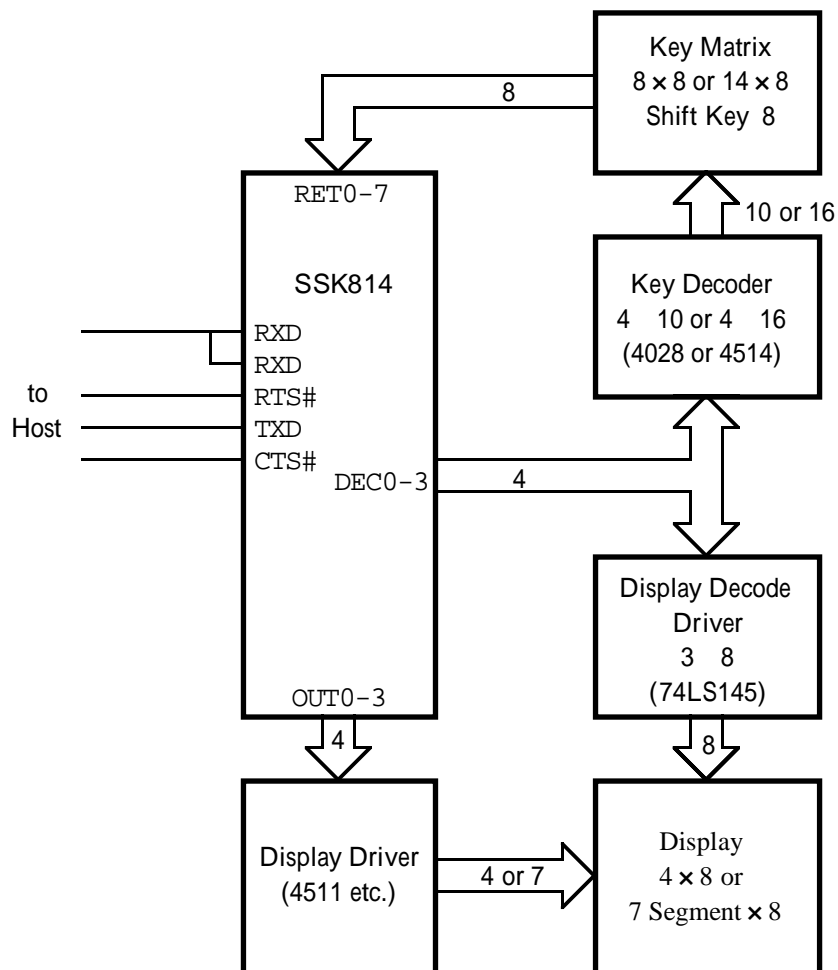 Key Matrix
8 × 8 or 14 × 8
Shift Key 8
8
RET0-7
10 or 16
SSK814
Key Decoder
4 10 or 4 16
(4028 or 4514)
RXD
RXD
to
Host
RTS#
TXD
CTS#
DEC0-3
4
Display Decode
Driver
3 8
(74LS145)
OUT0-3
4
8
Display Driver
(4511 etc.)
4 or 7
Display
4 × 8 or
7 Segment × 8